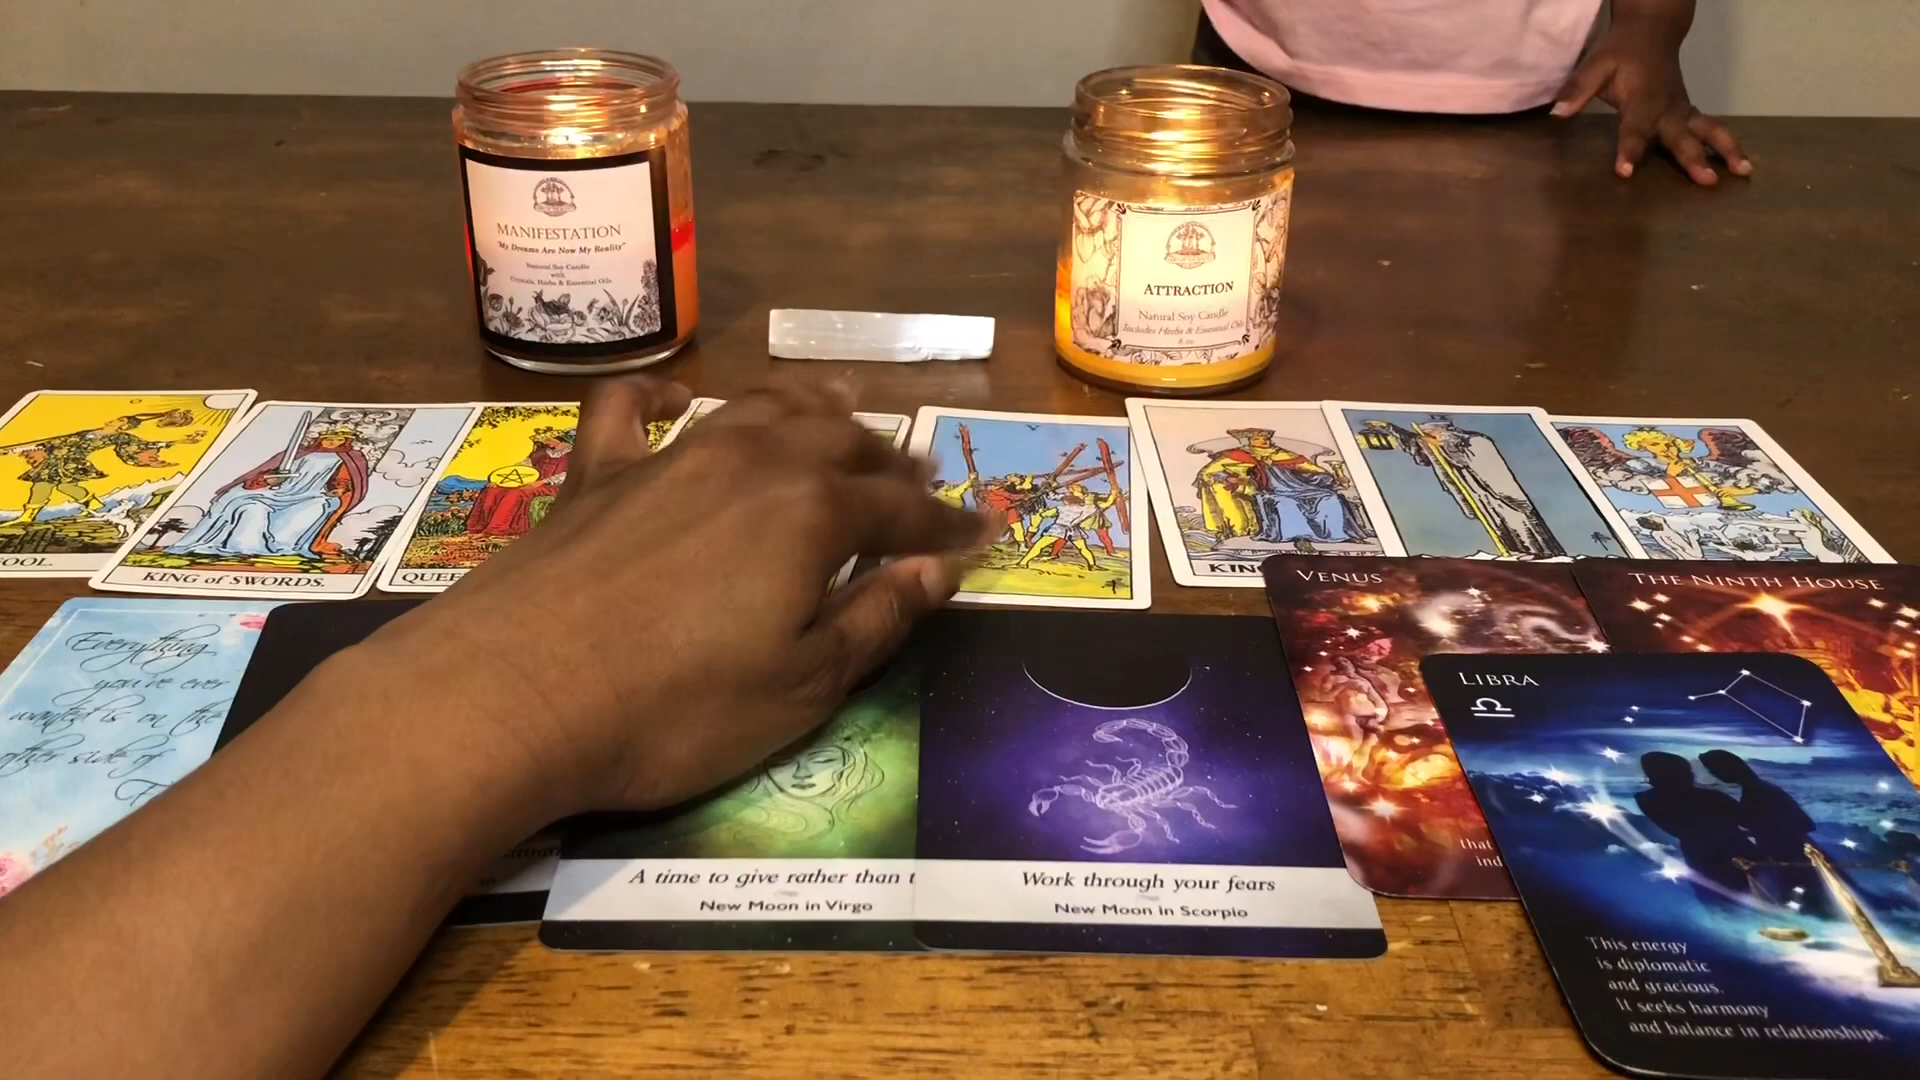 MANIFESTATION
"My Dreams Are Now My Reality"
Natural Soy Candle
with
Crystals, Herbs & Essential Oils
ATTRACTION
Natural Soy Candle
Includes Herbs & Essential Oils
8 oz
OOL.
KING of SWORDS.
QUEE
V
KING
IX
VENUS
THE NINTH HOUSE
Everything
you've ever
wanted is on the
other side of
F
LIBRA
that
ind
A time to give rather than t
New Moon in Virgo
Work through your fears
New Moon in Scorpio
This energy
is diplomatic
and gracious.
It seeks harmony
and balance in relationships.